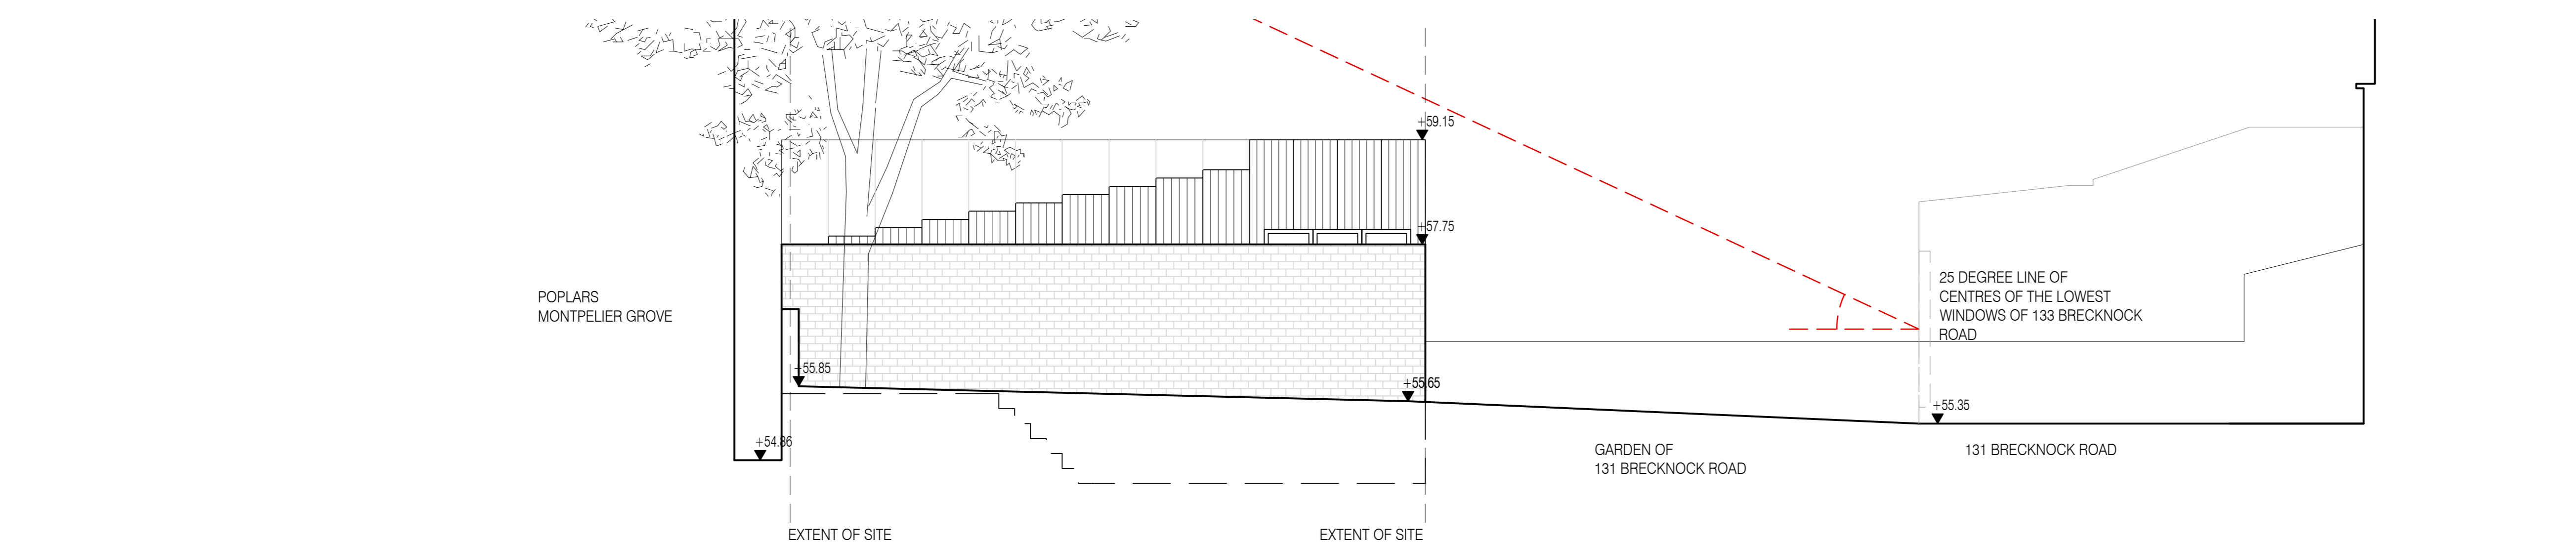 +59.15
+57.75
25 DEGREE LINE OF
CENTRES OF THE LOWEST
WINDOWS OF 133 BRECKNOCK
ROAD
POPLARS
MONTPELIER GROVE
+55.85
+55.65
+55.35
+54.86
GARDEN OF
131 BRECKNOCK ROAD
131 BRECKNOCK ROAD
EXTENT OF SITE
EXTENT OF SITE